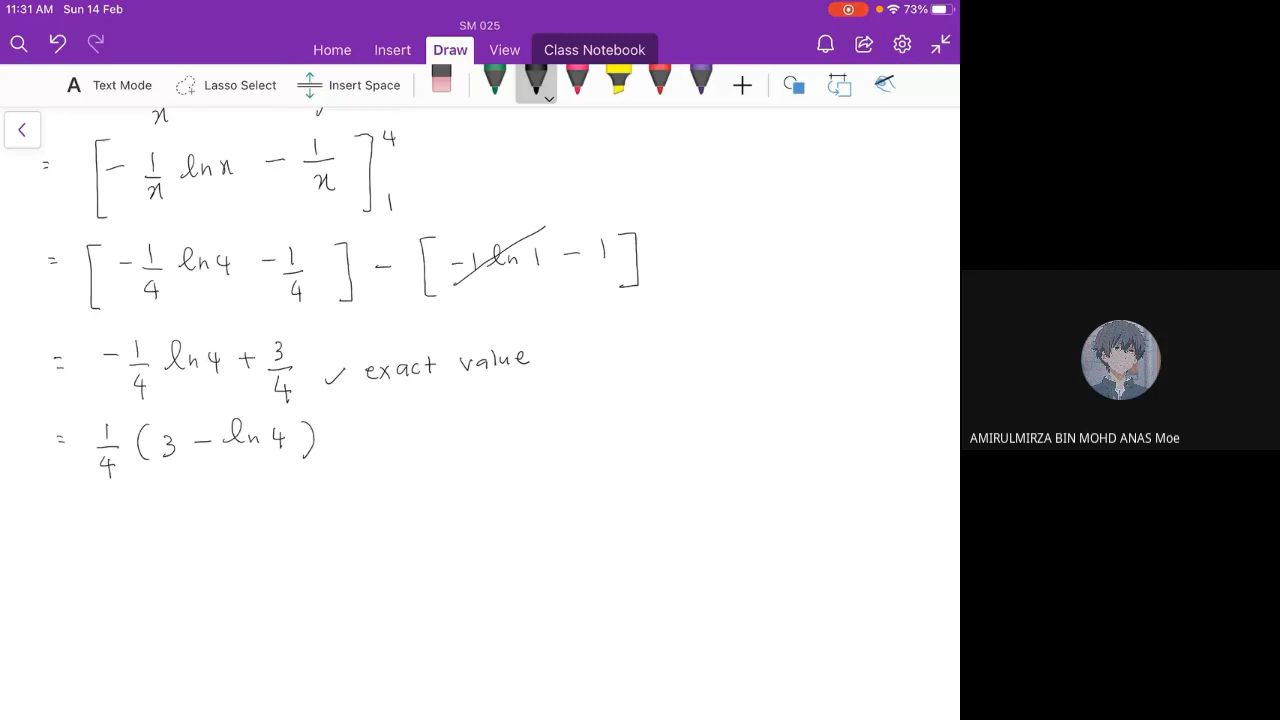 11:31 AM Sun 14 Feb 73%
SM 025
Home Insert Draw View Class Notebook
A Text Mode Lasso Select Insert Space
x
= [ - 1/x ln x - 1/x ]₁⁴
= [ - 1/4 ln 4 - 1/4 ] - [ -1 ln 1 - 1 ]
= - 1/4 ln 4 + 3/4 ✓ exact value
= 1/4 ( 3 - ln 4 )
AMIRULMIRZA BIN MOHD ANAS Moe